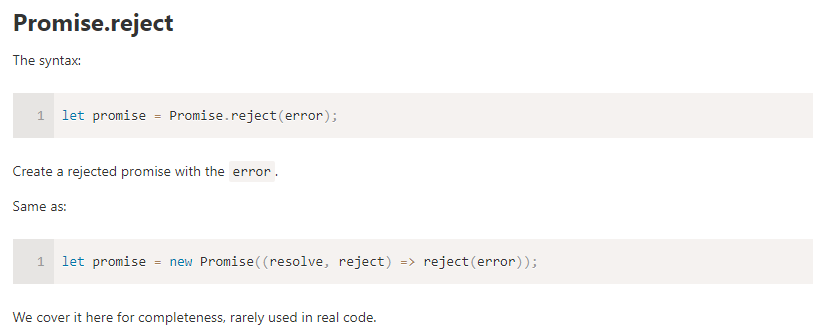 Promise.reject
The syntax:
1 let promise = Promise.reject(error);
Create a rejected promise with the error.
Same as:
1 let promise = new Promise((resolve, reject) => reject(error));
We cover it here for completeness, rarely used in real code.